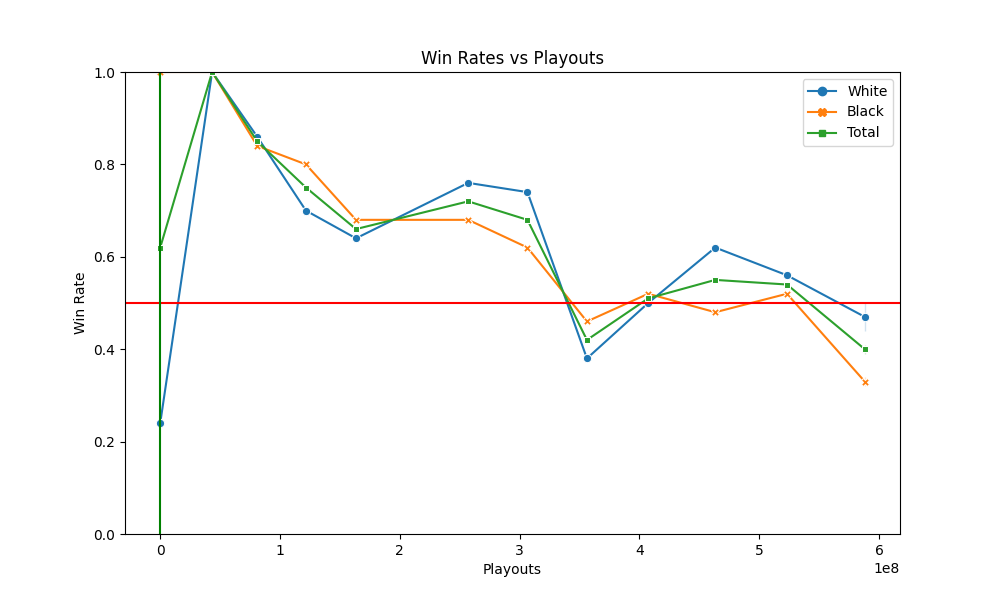 Win Rates vs Playouts
White
Black
Total
1.0
0.8
0.6
0.4
0.2
0.0
Win Rate
0 1 2 3 4 5 6
1e8
Playouts